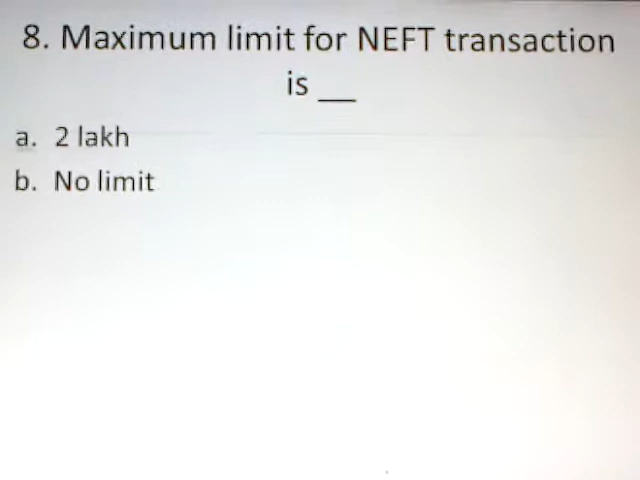 8. Maximum limit for NEFT transaction
is __
a. 2 lakh
b. No limit